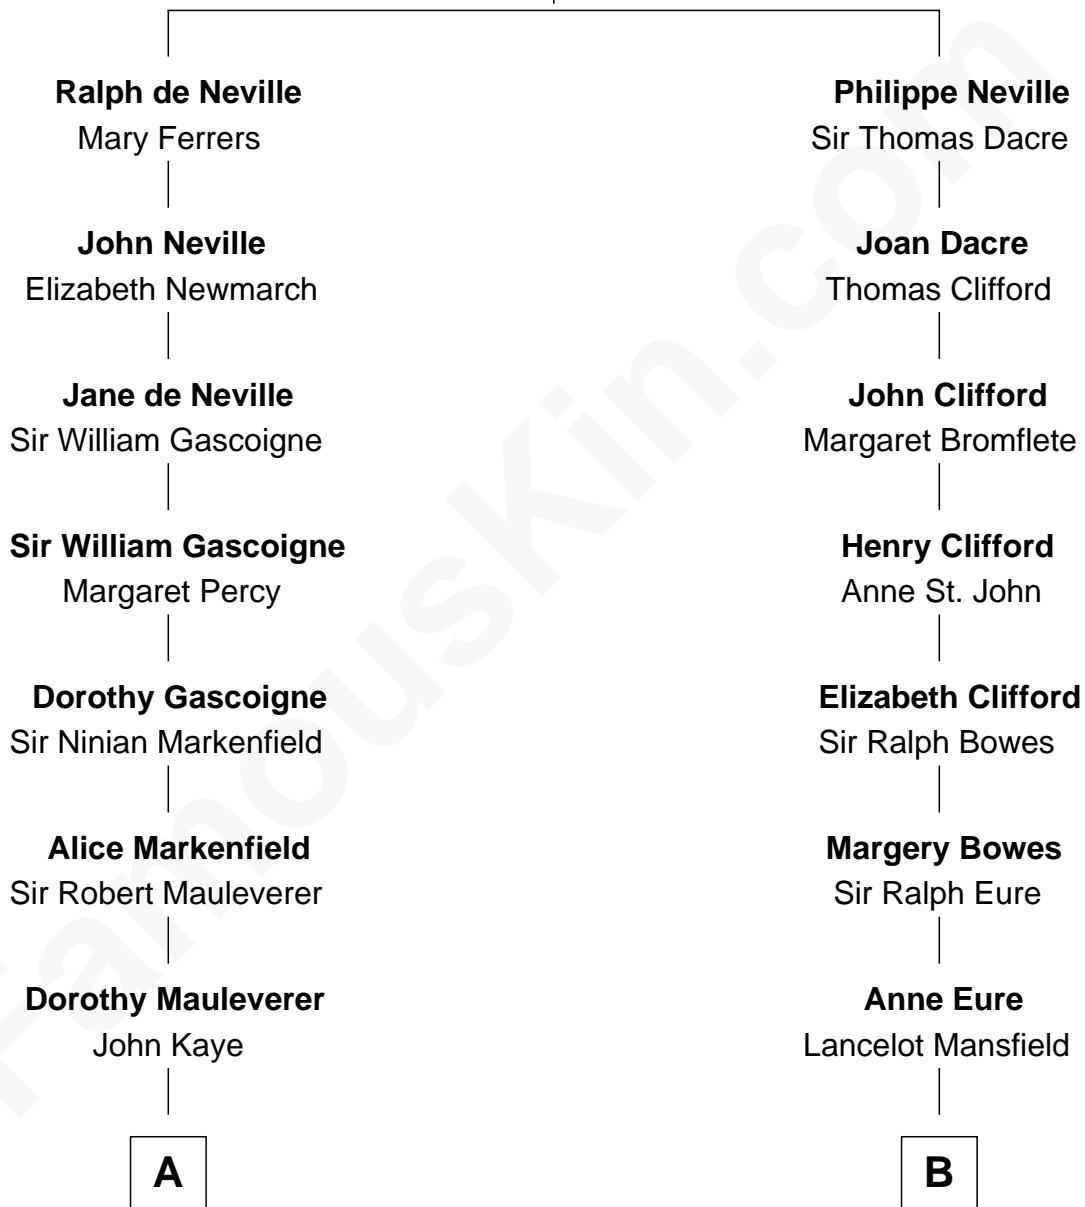 Ralph de Neville
Mary Ferrers
John Neville
Elizabeth Newmarch
Jane de Neville
Sir William Gascoigne
Sir William Gascoigne
Margaret Percy
Dorothy Gascoigne
Sir Ninian Markenfield
Alice Markenfield
Sir Robert Mauleverer
Dorothy Mauleverer
John Kaye
A
Philippe Neville
Sir Thomas Dacre
Joan Dacre
Thomas Clifford
John Clifford
Margaret Bromflete
Henry Clifford
Anne St. John
Elizabeth Clifford
Sir Ralph Bowes
Margery Bowes
Sir Ralph Eure
Anne Eure
Lancelot Mansfield
B
FamousKin.com